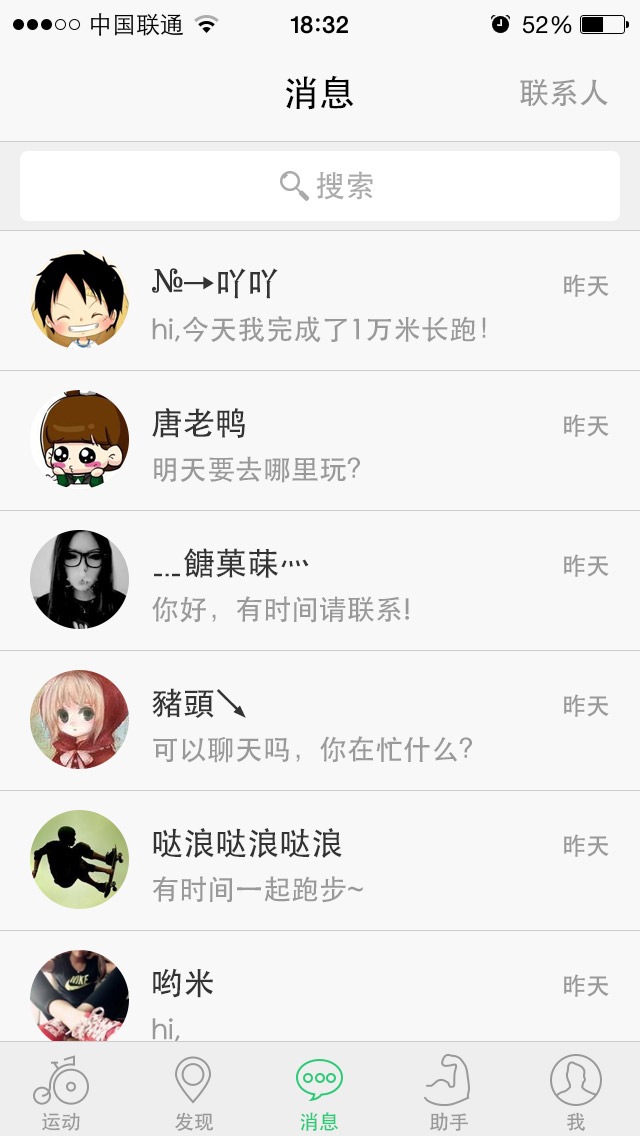 中国联通 18:32 52%
消息 联系人
搜索
№→吖吖 昨天
hi,今天我完成了1万米长跑!
唐老鸭 昨天
明天要去哪里玩?
﹎餹菓菋灬 昨天
你好，有时间请联系!
豬頭↘ 昨天
可以聊天吗，你在忙什么?
哒浪哒浪哒浪 昨天
有时间一起跑步~
哟米 昨天
hi,
运动 发现 消息 助手 我